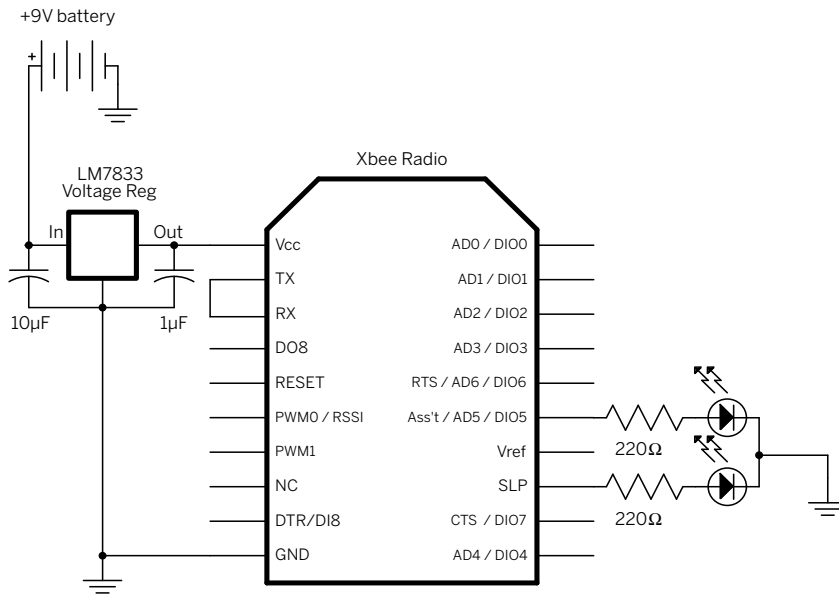 +9V battery
+
Xbee Radio
LM7833
Voltage Reg
In
Out
10µF
1µF
Vcc
TX
RX
DO8
RESET
PWM0 / RSSI
PWM1
NC
DTR/DI8
GND
AD0 / DIO0
AD1 / DIO1
AD2 / DIO2
AD3 / DIO3
RTS / AD6 / DIO6
Ass't / AD5 / DIO5
Vref
SLP
CTS / DIO7
AD4 / DIO4
220Ω
220Ω